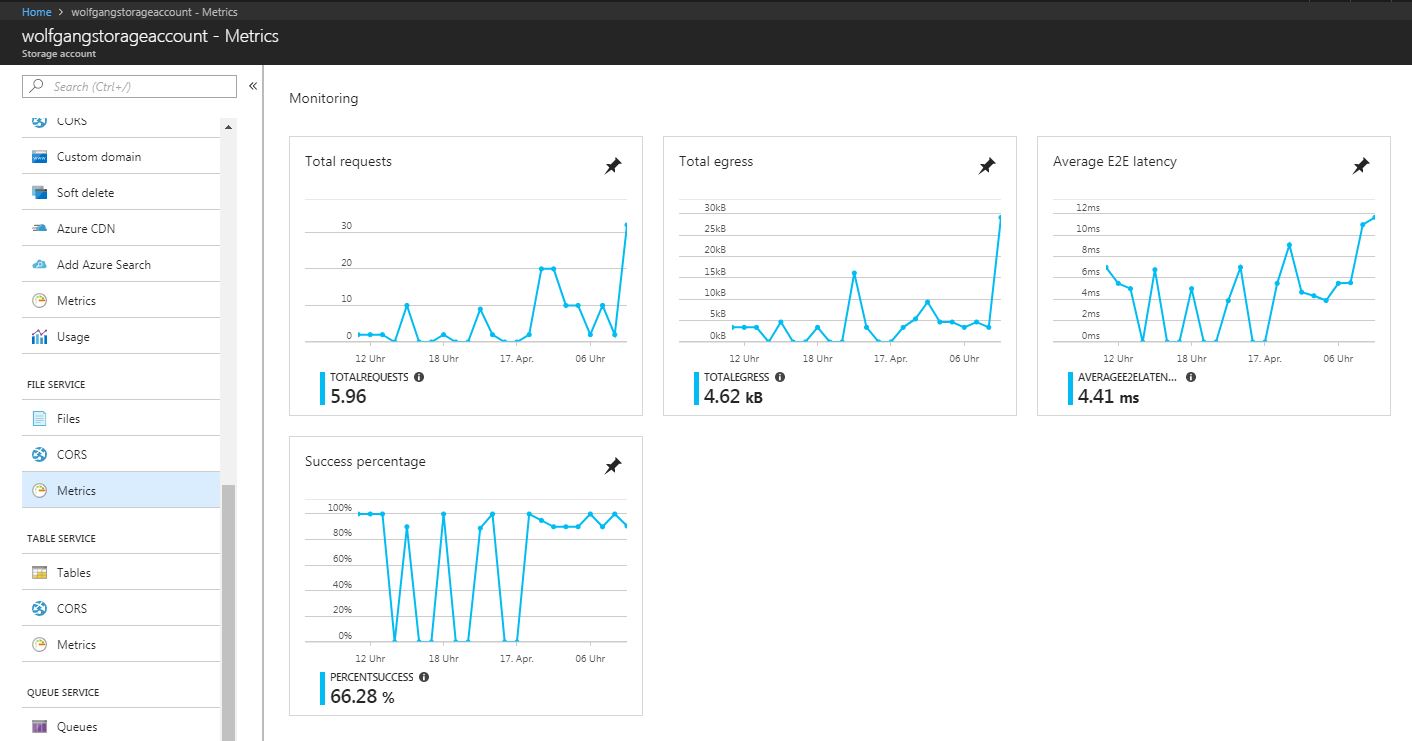 Home > wolfgangstorageaccount - Metrics
wolfgangstorageaccount - Metrics
Storage account
Search (Ctrl+/)
«
CORS
Custom domain
Soft delete
Azure CDN
Add Azure Search
Metrics
Usage
FILE SERVICE
Files
CORS
Metrics
TABLE SERVICE
Tables
CORS
Metrics
QUEUE SERVICE
Queues
Monitoring
Total requests
30
20
10
0
12 Uhr 18 Uhr 17. Apr. 06 Uhr
TOTALREQUESTS
5.96
Total egress
30kB
25kB
20kB
15kB
10kB
5kB
0kB
12 Uhr 18 Uhr 17. Apr. 06 Uhr
TOTALEGRESS
4.62 kB
Average E2E latency
12ms
10ms
8ms
6ms
4ms
2ms
0ms
12 Uhr 18 Uhr 17. Apr. 06 Uhr
AVERAGEE2ELATEN...
4.41 ms
Success percentage
100%
80%
60%
40%
20%
0%
12 Uhr 18 Uhr 17. Apr. 06 Uhr
PERCENTSUCCESS
66.28 %